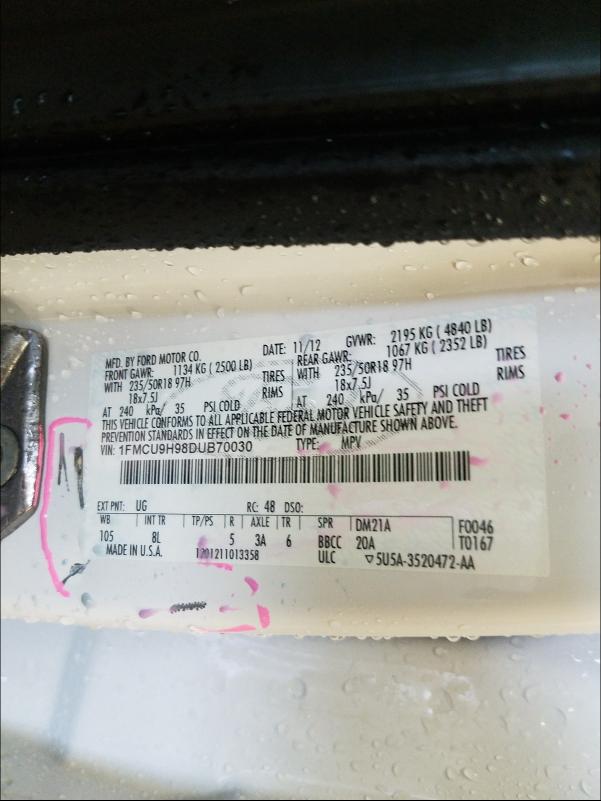 MFD. BY FORD MOTOR CO. DATE: 11/12 GVWR: 2195 KG ( 4840 LB)
FRONT GAWR: 1134 KG ( 2500 LB) REAR GAWR: 1067 KG ( 2352 LB)
WITH 235/50R18 97H TIRES WITH 235/50R18 97H TIRES
18x7.5J RIMS 18x7.5J RIMS
AT 240 kPa/ 35 PSI COLD AT 240 kPa/ 35 PSI COLD
THIS VEHICLE CONFORMS TO ALL APPLICABLE FEDERAL MOTOR VEHICLE SAFETY AND THEFT
PREVENTION STANDARDS IN EFFECT ON THE DATE OF MANUFACTURE SHOWN ABOVE.
VIN: 1FMCU9H98DUB70030 TYPE: MPV
EXT PNT: UG RC: 48 DSO:
WB INT TR TP/PS R AXLE TR SPR DM21A F0046
105 8L 5 3A 6 BBCC 20A T0167
MADE IN U.S.A. 1201211013358 ULC ▽5U5A-3520472-AA